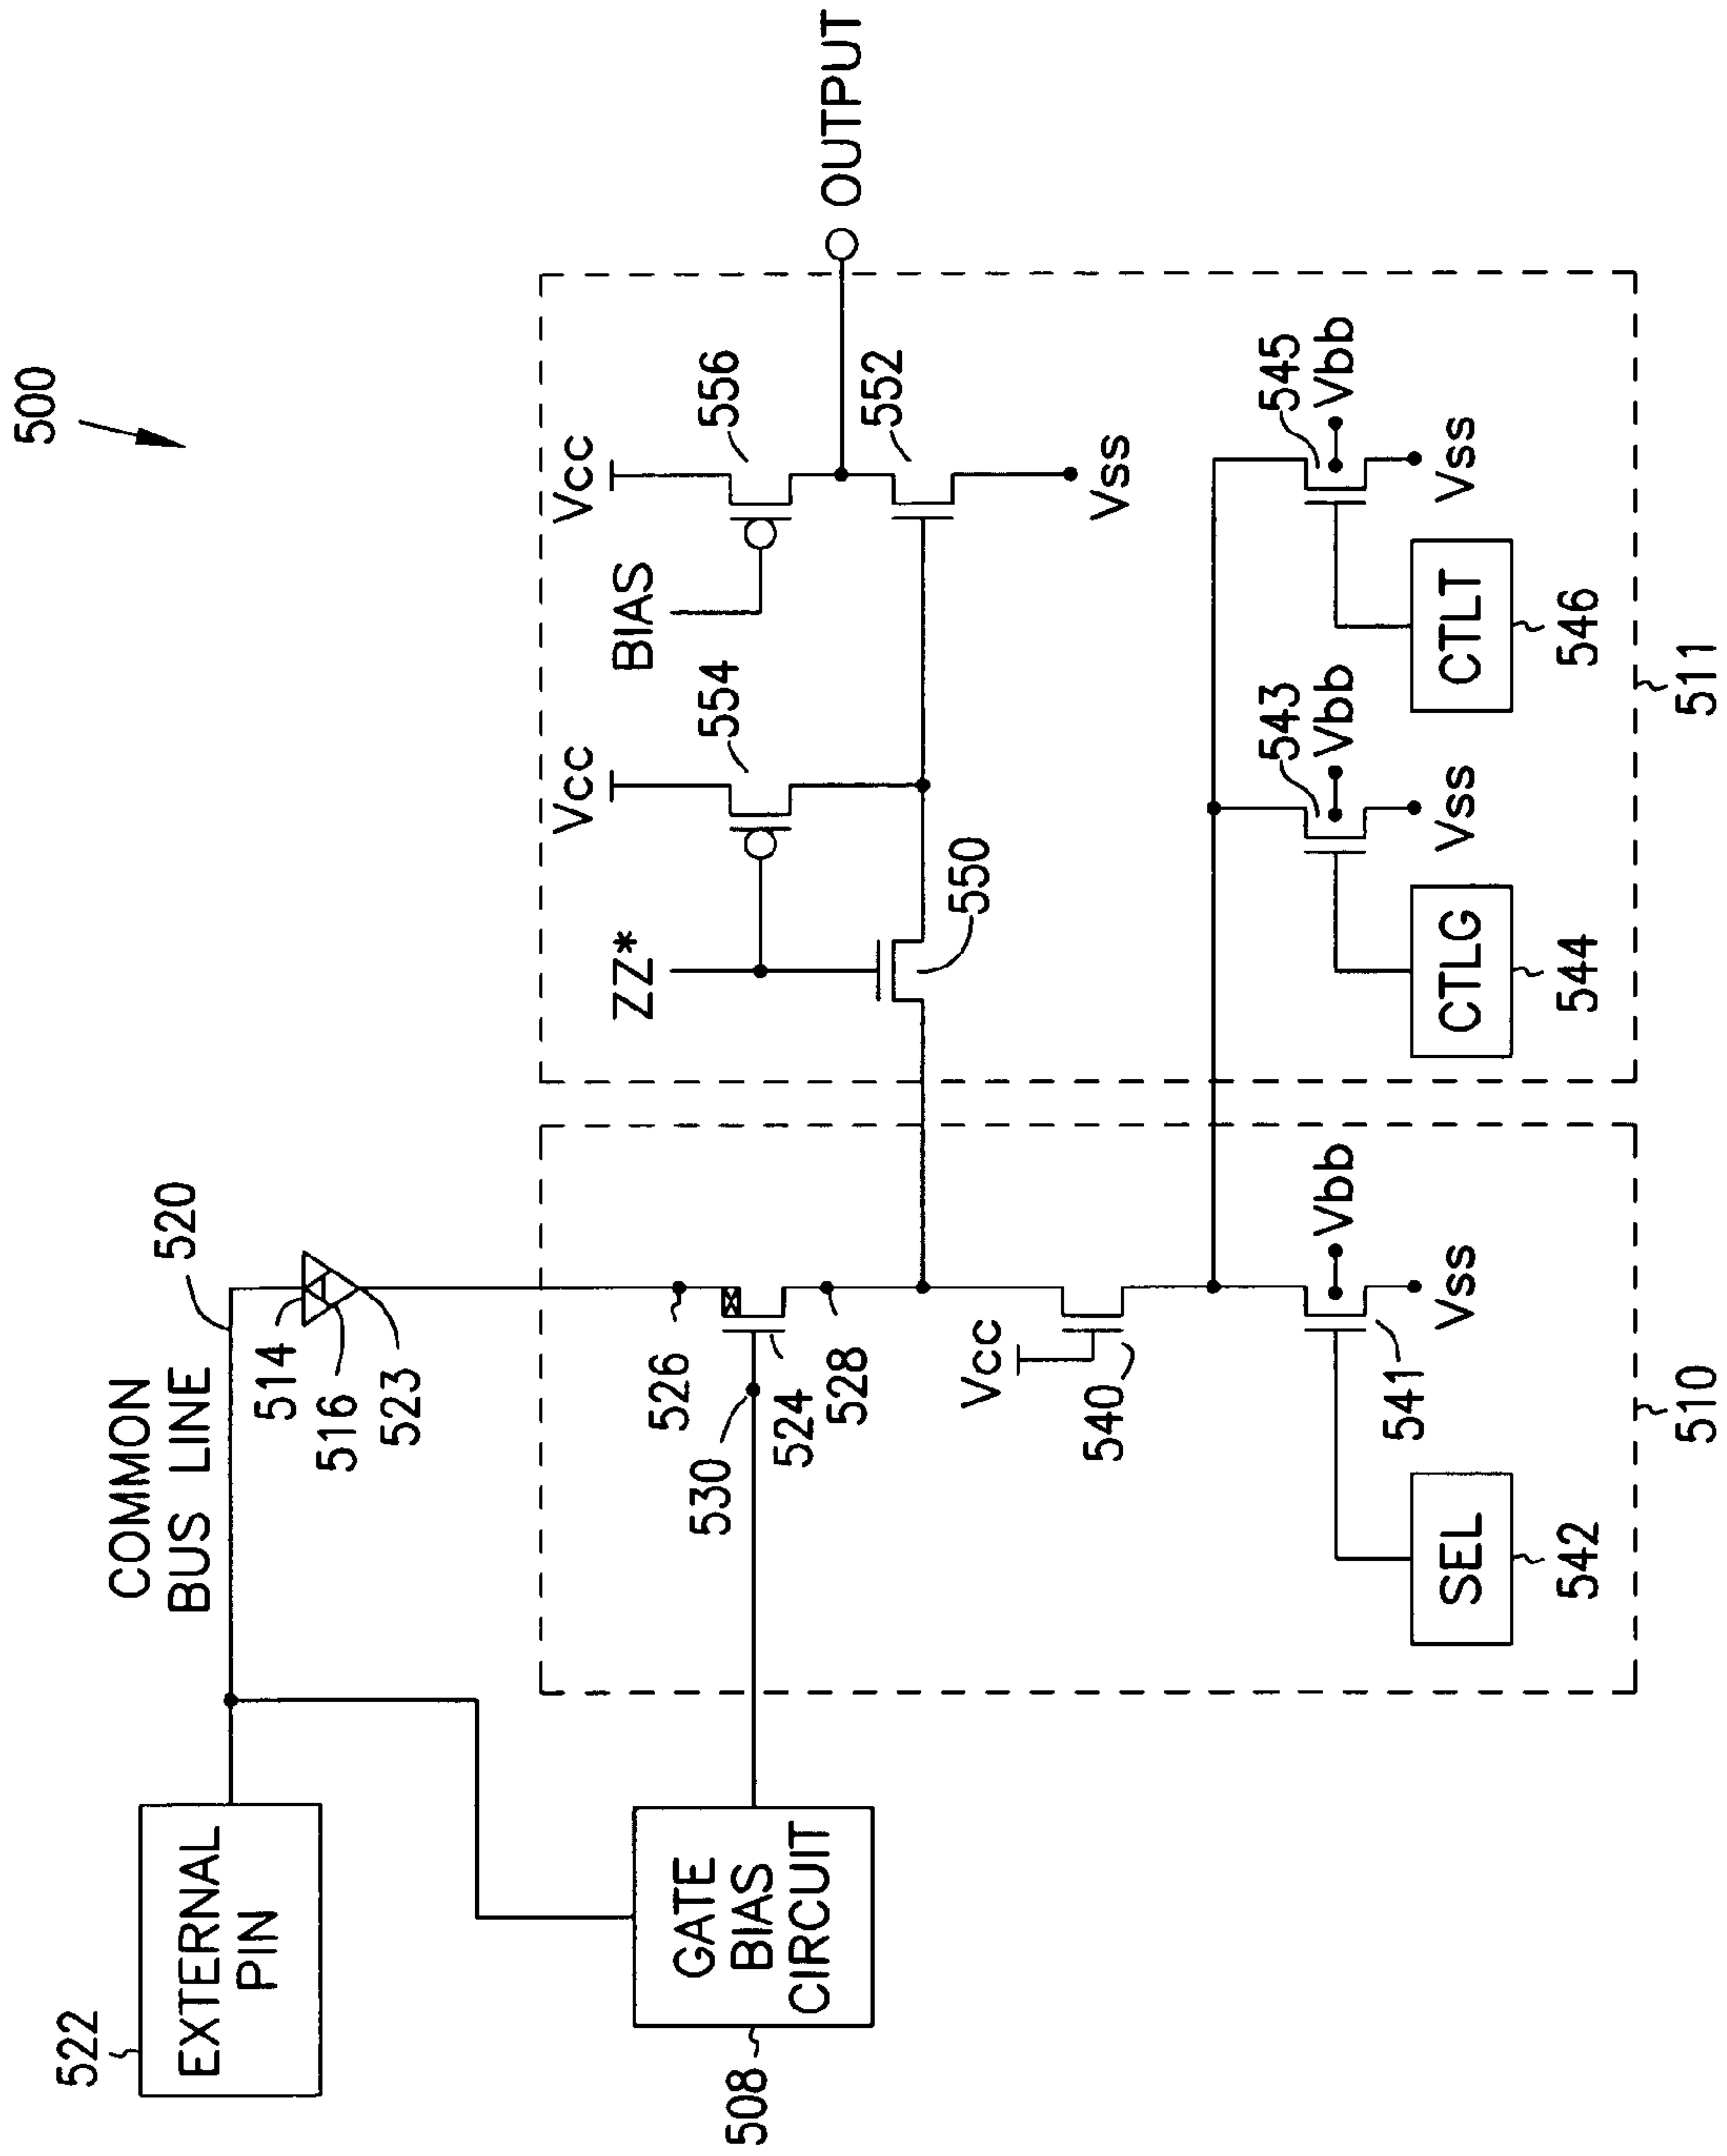 500
522
EXTERNAL
PIN
COMMON
BUS LINE
520
514
516
523
508
GATE
BIAS
CIRCUIT
530
526
524
528
Vcc
540
SEL
542
541
Vbb
Vss
510
ZZ*
Vcc
554
550
BIAS
Vcc
556
552
Vss
OUTPUT
CTLG
544
543
Vbb
Vss
CTLT
546
545
Vbb
Vss
511